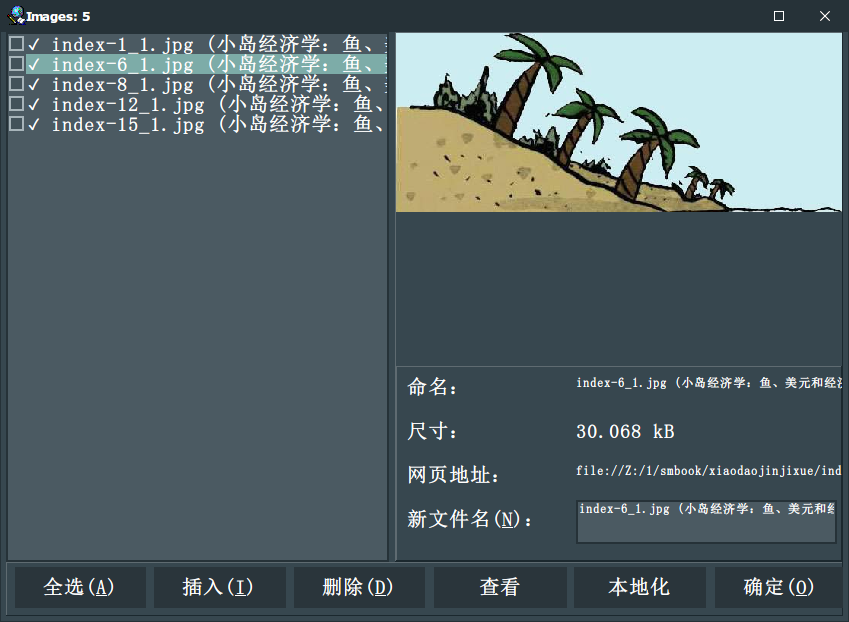 Images: 5
✓ index-1_1.jpg (小岛经济学：鱼、
✓ index-6_1.jpg (小岛经济学：鱼、
✓ index-8_1.jpg (小岛经济学：鱼、
✓ index-12_1.jpg (小岛经济学：鱼、
✓ index-15_1.jpg (小岛经济学：鱼、
命名： index-6_1.jpg (小岛经济学：鱼、美元和经
尺寸： 30.068 kB
网页地址： file://Z:/1/smbook/xiaodaojinjixue/ind
新文件名(N)： index-6_1.jpg (小岛经济学：鱼、美元和经
全选(A) 插入(I) 删除(D) 查看 本地化 确定(O)